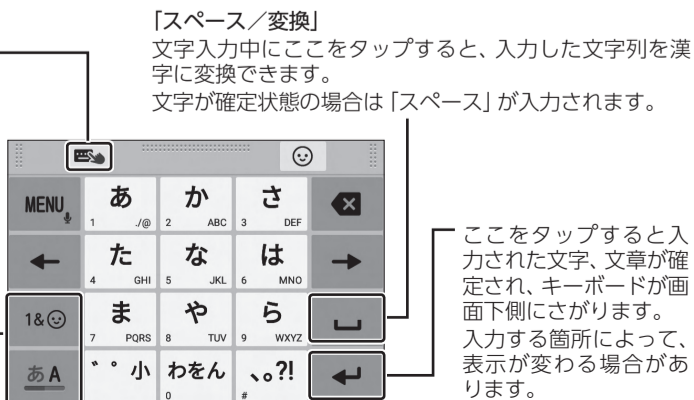 「スペース／変換」
文字入力中にここをタップすると、入力した文字列を漢
字に変換できます。
文字が確定状態の場合は「スペース」が入力されます。
MENU あ 1 ./@ か 2 ABC さ 3 DEF
た 4 GHI な 5 JKL は 6 MNO
1& ま 7 PQRS や 8 TUV ら 9 WXYZ
あA ゛゜小 わをん 0 、。?! #
ここをタップすると入
力された文字、文章が確
定され、キーボードが画
面下側にさがります。
入力する箇所によって、
表示が変わる場合があ
ります。